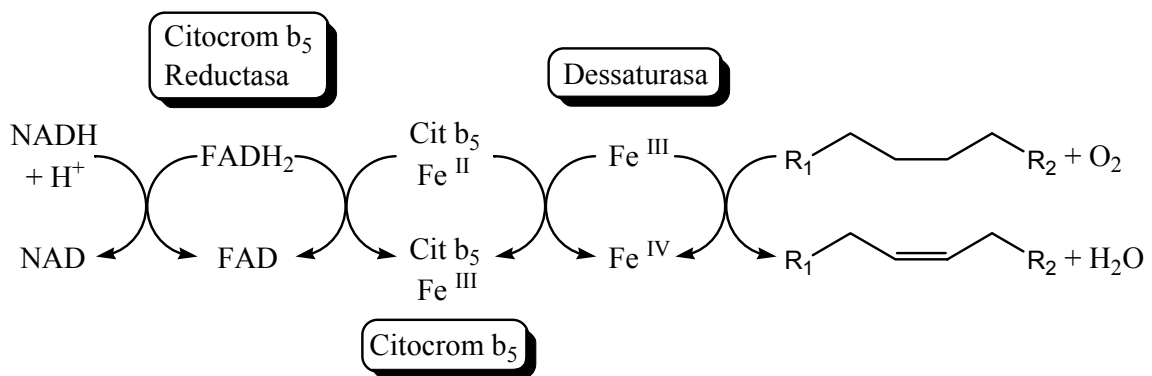 Citocrom b5
Reductasa
Dessaturasa
NADH
+ H+
FADH2
Cit b5
Fe II
Fe III
R1
R2 + O2
NAD
FAD
Cit b5
Fe III
Fe IV
R1
R2 + H2O
Citocrom b5